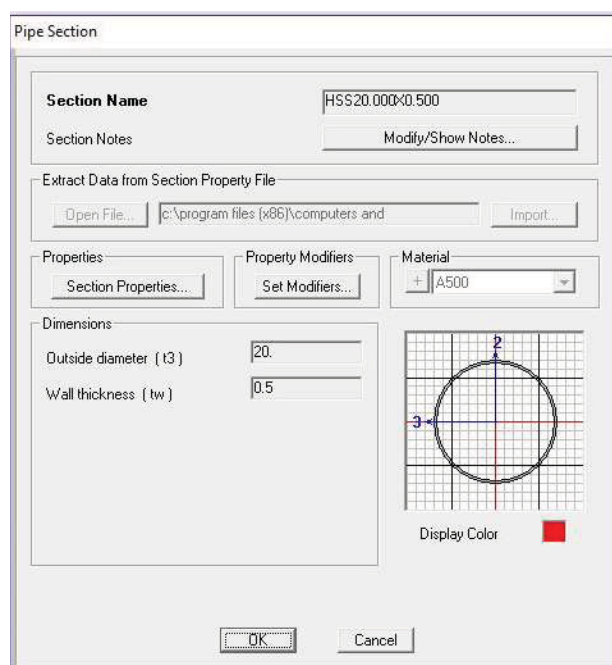 Pipe Section
Section Name HSS20.000X0.500
Section Notes Modify/Show Notes...
Extract Data from Section Property File
Open File... c:\program files (x86)\computers and Import...
Properties Property Modifiers Material
Section Properties... Set Modifiers... + A500
Dimensions
Outside diameter ( t3 ) 20.
Wall thickness ( tw ) 0.5
2
3
Display Color
OK Cancel